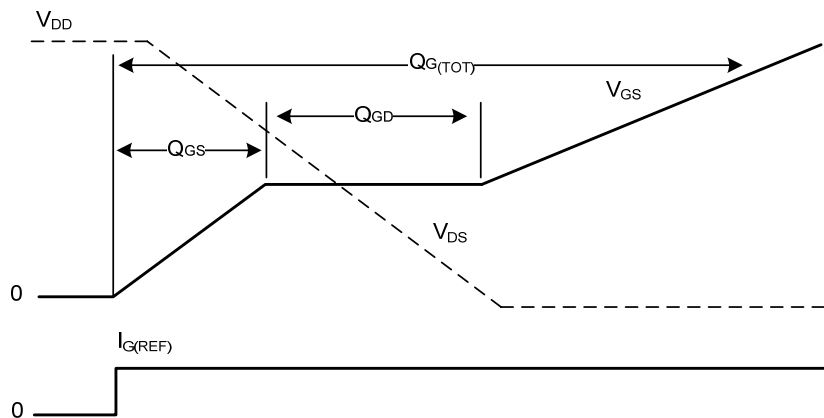 VDD
QG(TOT)
VGS
QGD
QGS
VDS
0
IG(REF)
0